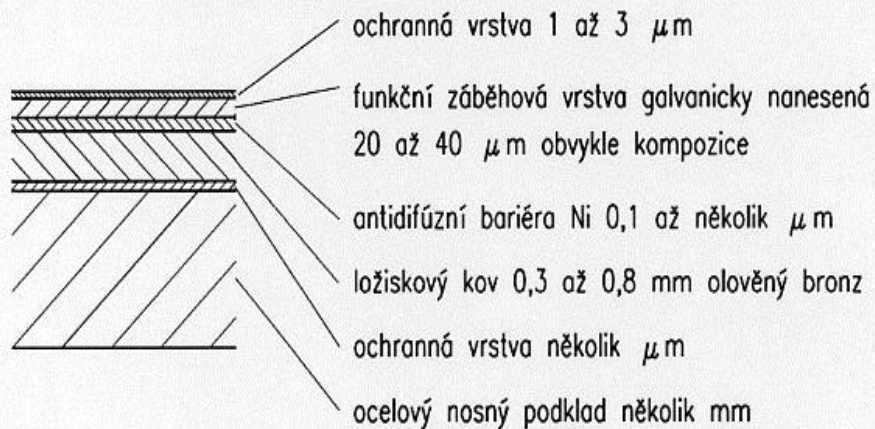 ochranná vrstva 1 až 3 μm
funkční záběhová vrstva galvanicky nanesená
20 až 40 μm obvykle kompozice
antidifúzní bariéra Ni 0,1 až několik μm
ložiskový kov 0,3 až 0,8 mm olověný bronz
ochranná vrstva několik μm
ocelový nosný podklad několik mm